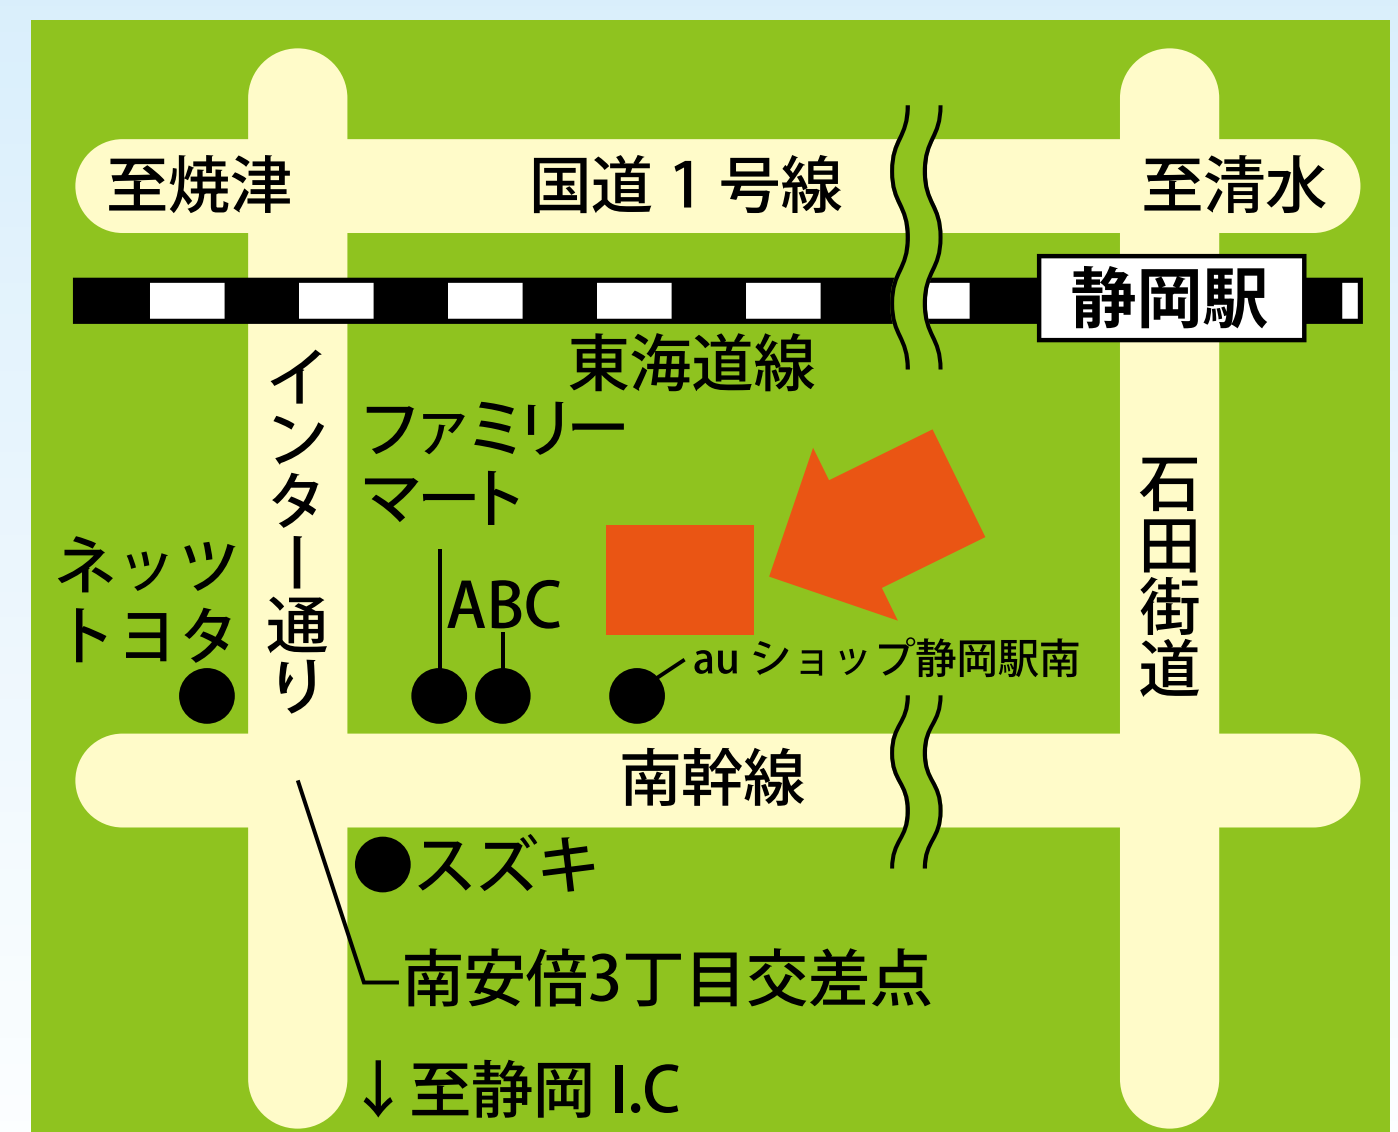 至焼津
国道1号線
至清水
静岡駅
東海道線
インター通り
ファミリー
マート
石田街道
ネッツ
トヨタ
ABC
auショップ静岡駅南
南幹線
スズキ
南安倍3丁目交差点
↓至静岡I.C